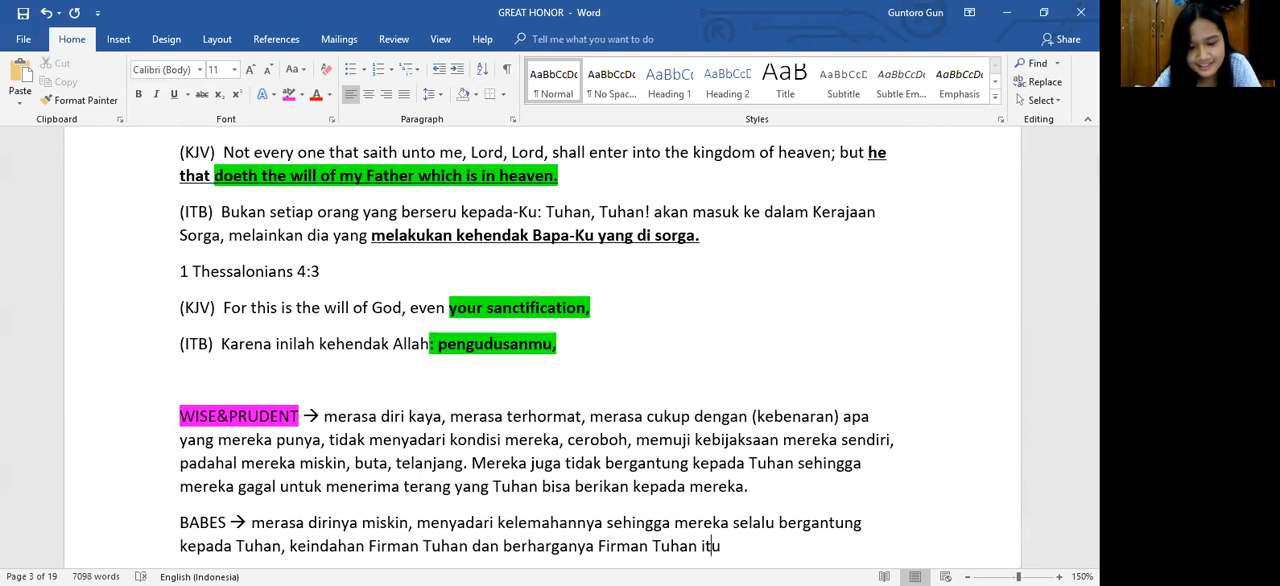 GREAT HONOR - Word
Guntoro Gun
File Home Insert Design Layout References Mailings Review View Help Tell me what you want to do Share
Paste
Cut
Copy
Format Painter
Clipboard
Calibri (Body) 11
Font
Paragraph
AaBbCcDc AaBbCcDc AaBbCc AaBbCcD AaB AaBbCcD AaBbCcDc AaBbCcDc
¶ Normal ¶ No Spac... Heading 1 Heading 2 Title Subtitle Subtle Em... Emphasis
Styles
Find
Replace
Select
Editing
(KJV) Not every one that saith unto me, Lord, Lord, shall enter into the kingdom of heaven; but he
that doeth the will of my Father which is in heaven.
(ITB) Bukan setiap orang yang berseru kepada-Ku: Tuhan, Tuhan! akan masuk ke dalam Kerajaan
Sorga, melainkan dia yang melakukan kehendak Bapa-Ku yang di sorga.
1 Thessalonians 4:3
(KJV) For this is the will of God, even your sanctification,
(ITB) Karena inilah kehendak Allah: pengudusanmu,
WISE&PRUDENT → merasa diri kaya, merasa terhormat, merasa cukup dengan (kebenaran) apa
yang mereka punya, tidak menyadari kondisi mereka, ceroboh, memuji kebijaksaan mereka sendiri,
padahal mereka miskin, buta, telanjang. Mereka juga tidak bergantung kepada Tuhan sehingga
mereka gagal untuk menerima terang yang Tuhan bisa berikan kepada mereka.
BABES → merasa dirinya miskin, menyadari kelemahannya sehingga mereka selalu bergantung
kepada Tuhan, keindahan Firman Tuhan dan berharganya Firman Tuhan itu
Page 3 of 19 7098 words English (Indonesia) 150%